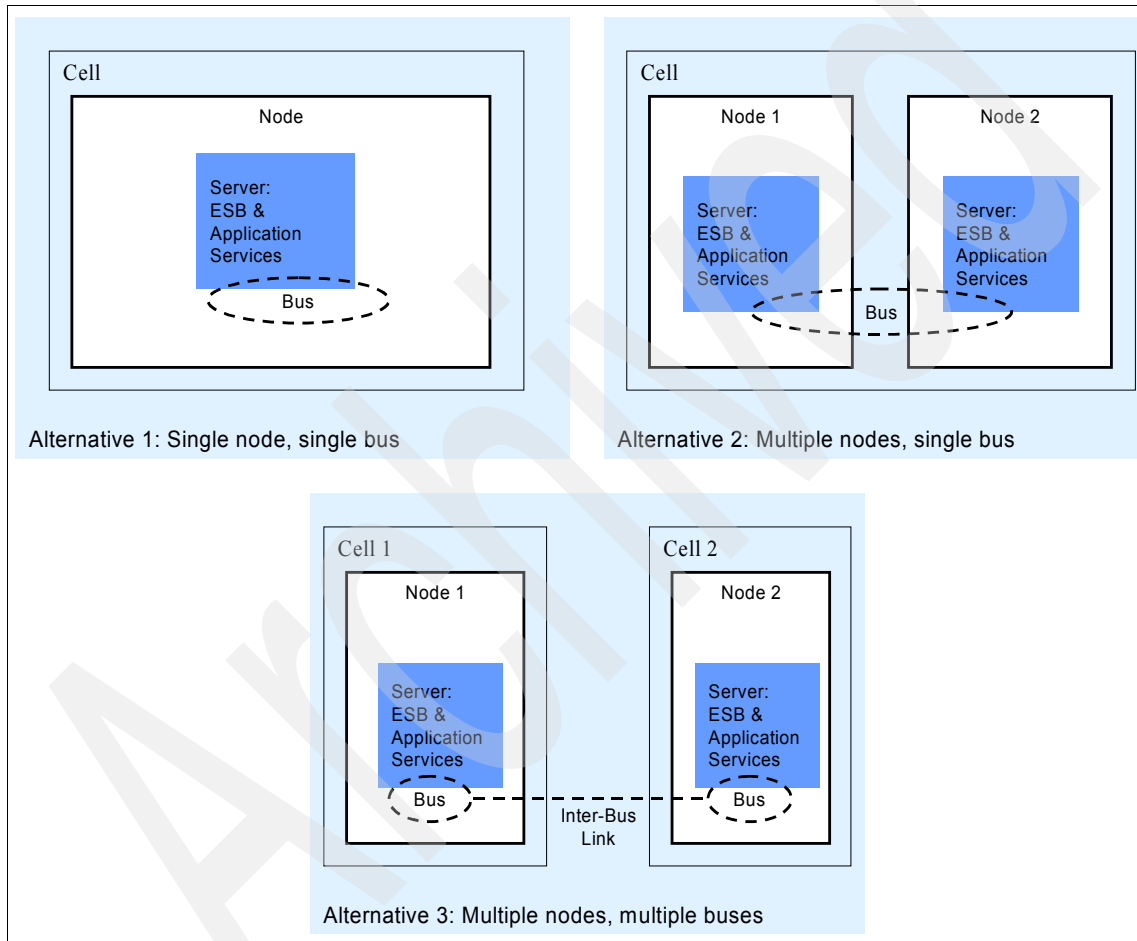 Cell
Node
Server:
ESB &
Application
Services
Bus
Alternative 1: Single node, single bus
Cell
Node 1
Node 2
Server:
ESB &
Application
Services
Server:
ESB &
Application
Services
Bus
Alternative 2: Multiple nodes, single bus
Cell 1
Cell 2
Node 1
Node 2
Server:
ESB &
Application
Services
Server:
ESB &
Application
Services
Bus
Bus
Inter-Bus
Link
Alternative 3: Multiple nodes, multiple buses
Archived